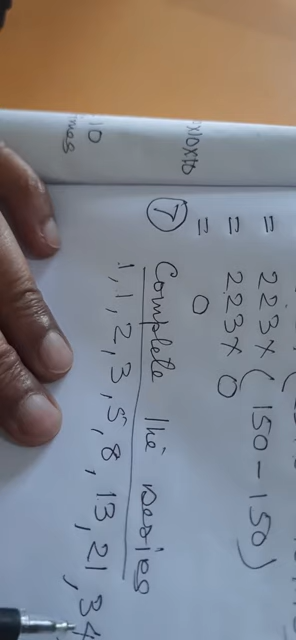 = 223 × (150 - 150)
= 223 × 0
= 0
7 Complete the series
1, 1, 2, 3, 5, 8, 13, 21, 34